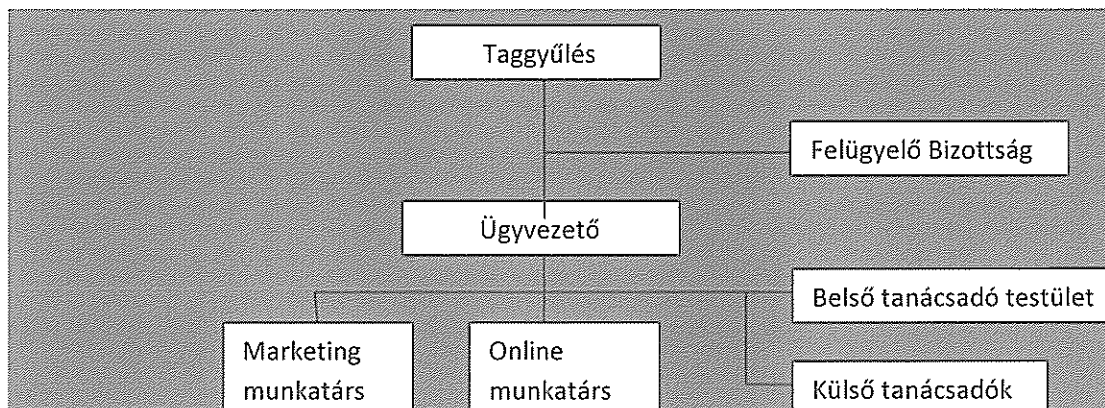 Taggyűlés
Felügyelő Bizottság
Ügyvezető
Belső tanácsadó testület
Marketing
munkatárs
Online
munkatárs
Külső tanácsadók